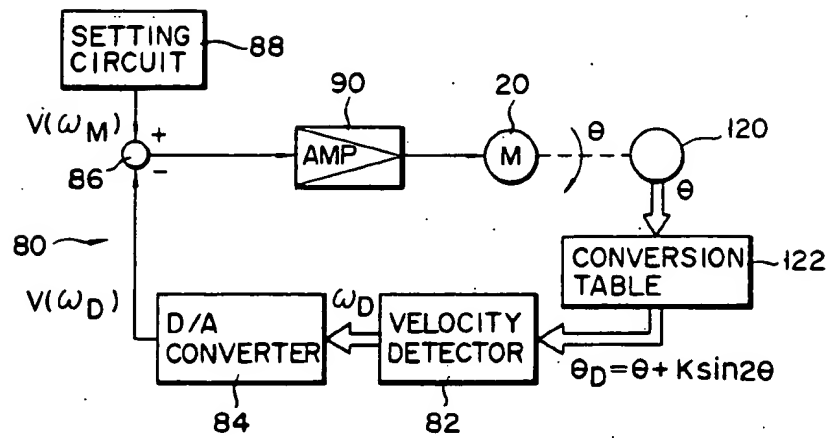 SETTING
CIRCUIT
88
V(ωM)
+
86
−
90
AMP
20
M
θ
120
θ
CONVERSION
TABLE
122
80
V(ωD)
D/A
CONVERTER
84
ωD
VELOCITY
DETECTOR
82
θD=θ+Ksin2θ